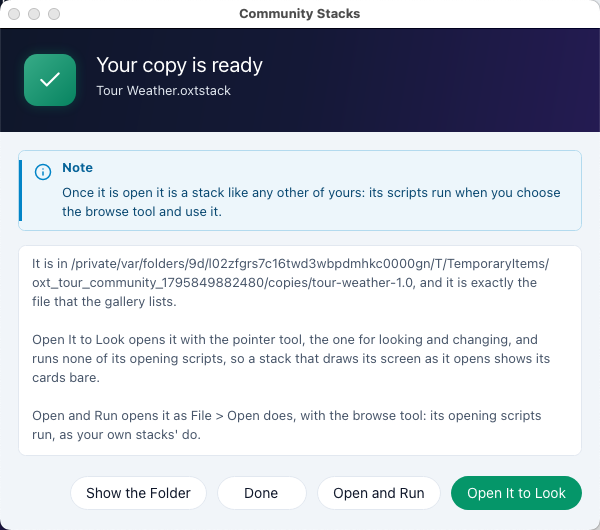 Community Stacks
Your copy is ready
Tour Weather.oxtstack
Note
Once it is open it is a stack like any other of yours: its scripts run when you choose
the browse tool and use it.
It is in /private/var/folders/9d/l02zfgrs7c16twd3wbpdmhkc0000gn/T/TemporaryItems/
oxt_tour_community_1795849882480/copies/tour-weather-1.0, and it is exactly the
file that the gallery lists.
Open It to Look opens it with the pointer tool, the one for looking and changing, and
runs none of its opening scripts, so a stack that draws its screen as it opens shows its
cards bare.
Open and Run opens it as File > Open does, with the browse tool: its opening scripts
run, as your own stacks' do.
Show the Folder
Done
Open and Run
Open It to Look